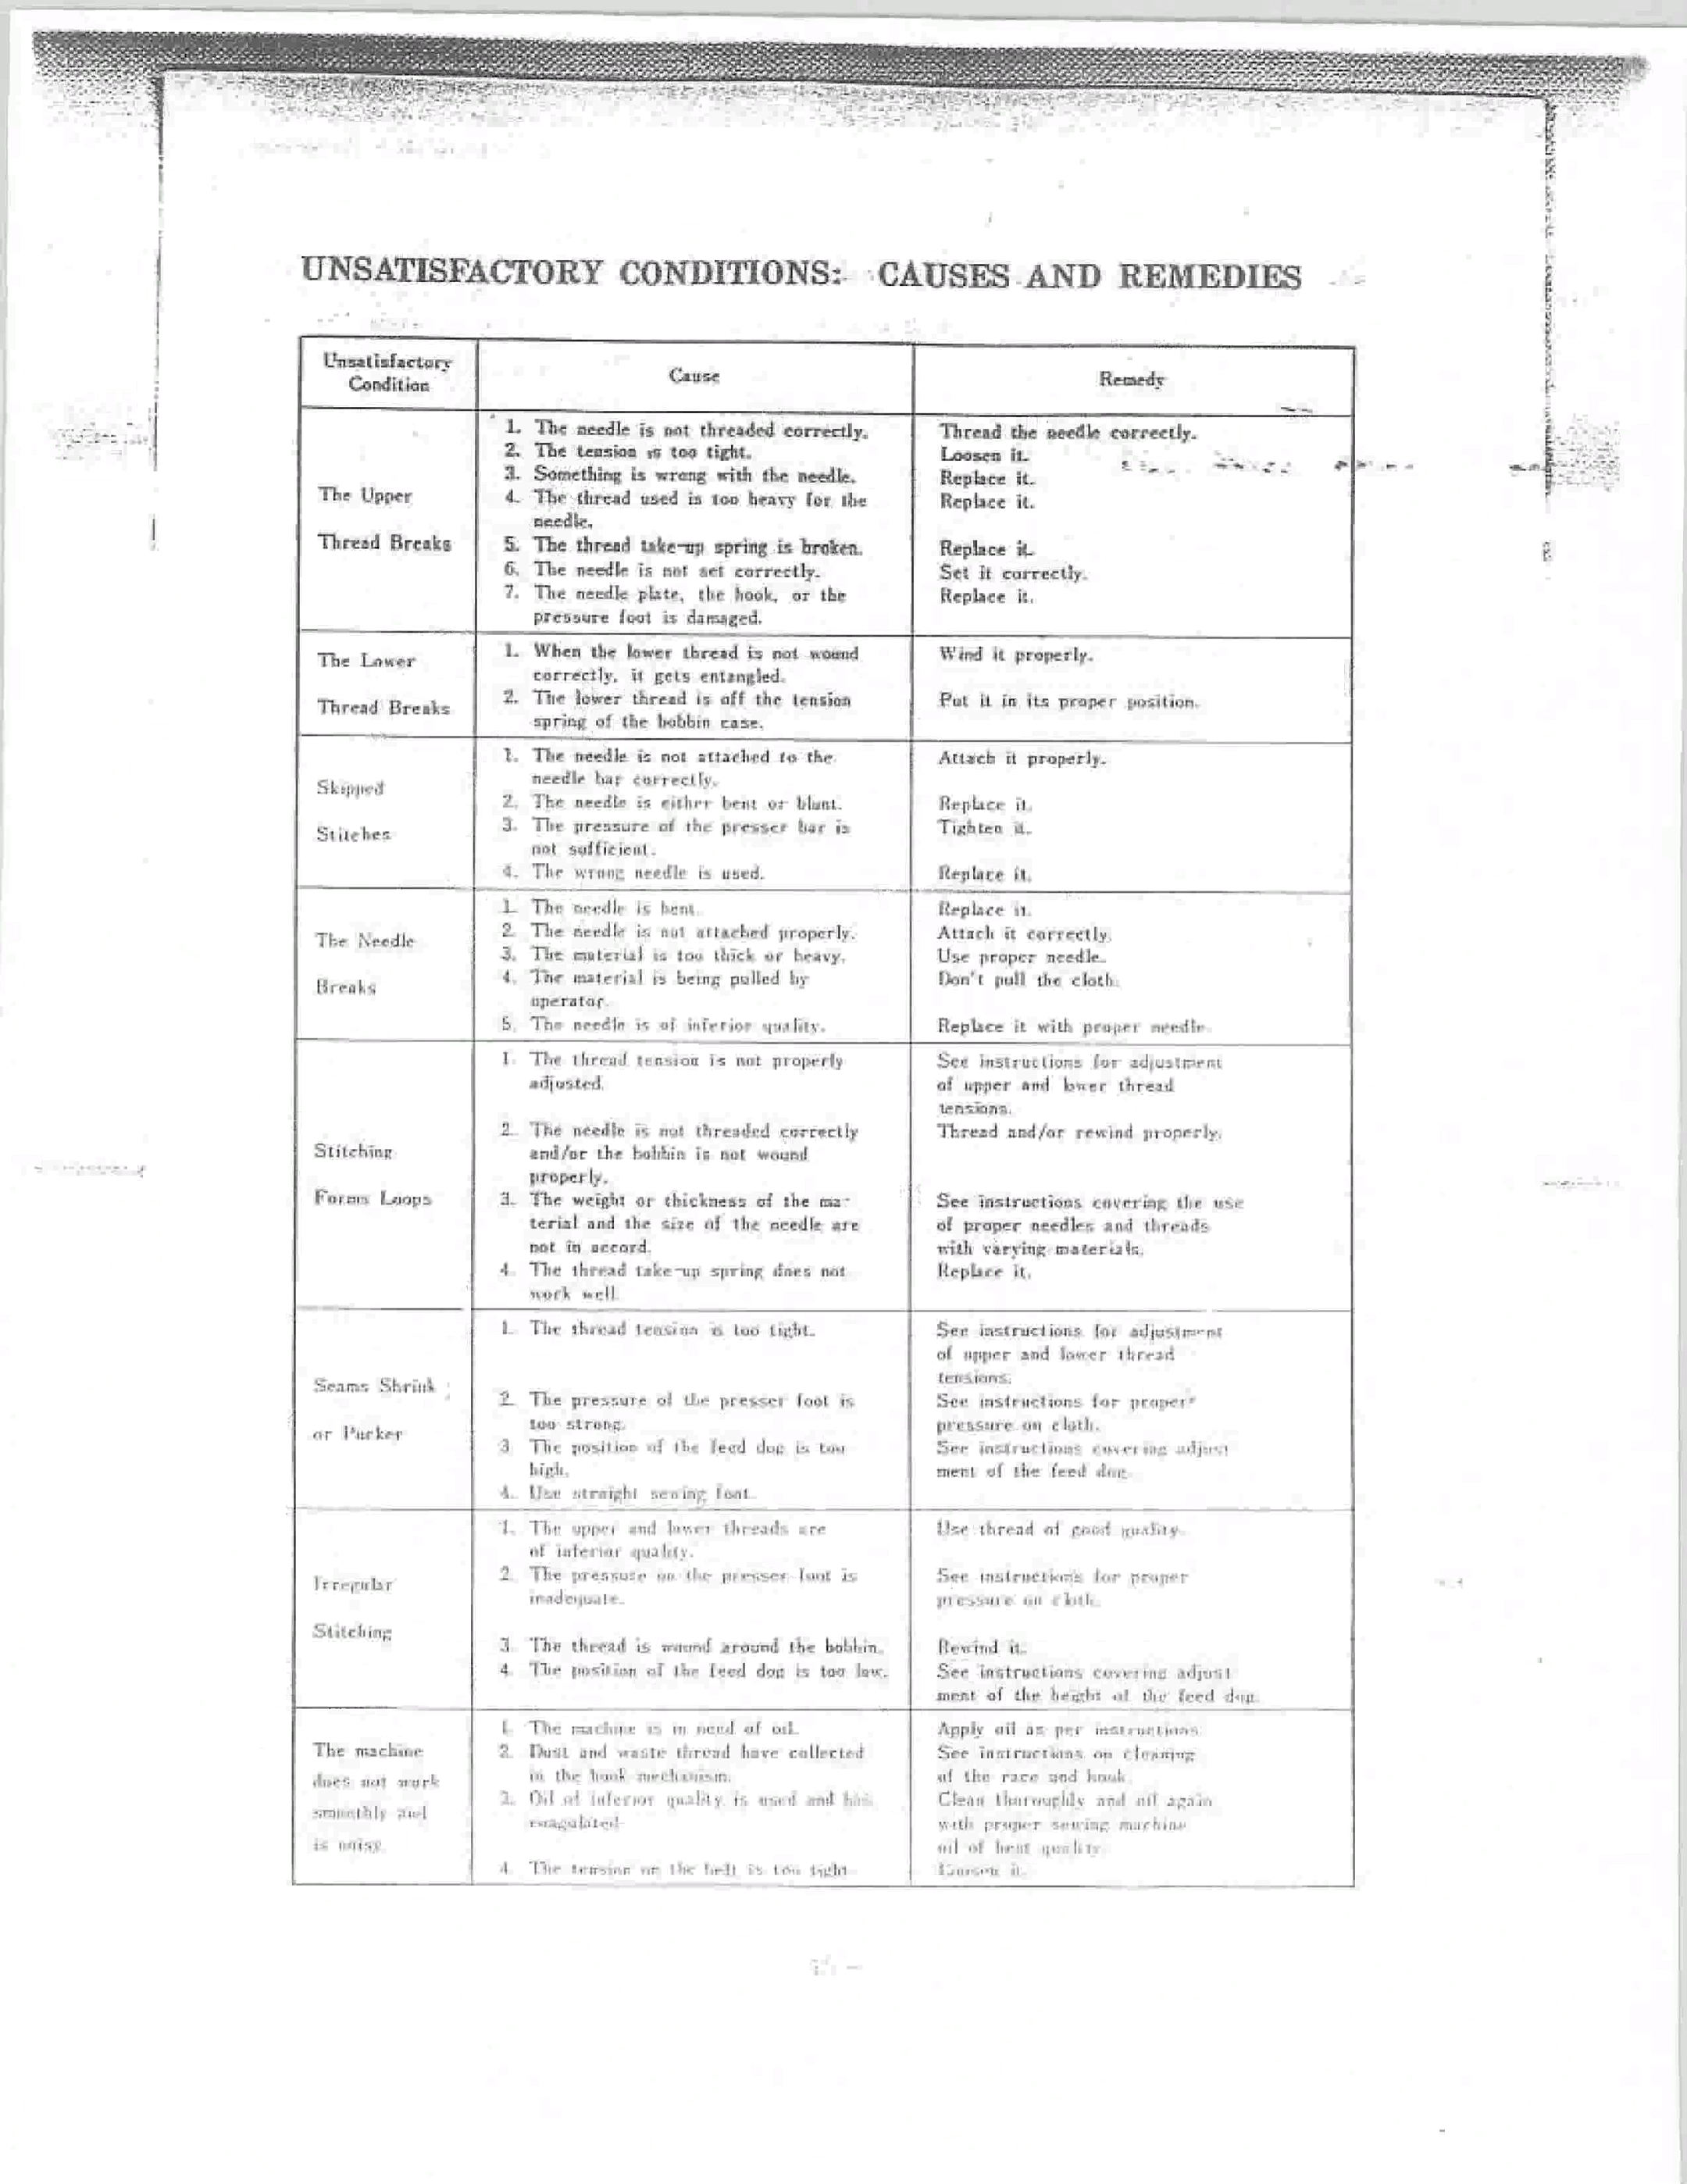 UNSATISFACTORY CONDITIONS: CAUSES AND REMEDIES
Unsatisfactory
Condition
Cause
Remedy
The Upper
Thread Breaks
1. The needle is not threaded correctly.
2. The tension is too tight.
3. Something is wrong with the needle.
4. The thread used is too heavy for the
needle.
5. The thread take-up spring is broken.
6. The needle is not set correctly.
7. The needle plate, the hook, or the
pressure foot is damaged.
Thread the needle correctly.
Loosen it.
Replace it.
Replace it.
Replace it.
Set it correctly.
Replace it.
The Lower
Thread Breaks
1. When the lower thread is not wound
correctly, it gets entangled.
2. The lower thread is off the tension
spring of the bobbin case.
Wind it properly.
Put it in its proper position.
Skipped
Stitches
1. The needle is not attached to the
needle bar correctly.
2. The needle is either bent or blunt.
3. The pressure of the presser bar is
not sufficient.
4. The wrong needle is used.
Attach it properly.
Replace it.
Tighten it.
Replace it.
The Needle
Breaks
1. The needle is bent.
2. The needle is not attached properly.
3. The material is too thick or heavy.
4. The material is being pulled by
operator.
5. The needle is of inferior quality.
Replace it.
Attach it correctly.
Use proper needle.
Don't pull the cloth.
Replace it with proper needle.
Stitching
Forms Loops
1. The thread tension is not properly
adjusted.
2. The needle is not threaded correctly
and/or the bobbin is not wound
properly.
3. The weight or thickness of the ma-
terial and the size of the needle are
not in accord.
4. The thread take-up spring does not
work well.
See instructions for adjustment
of upper and lower thread
tensions.
Thread and/or rewind properly.
See instructions covering the use
of proper needles and threads
with varying materials.
Replace it.
Seams Shrink
or Pucker
1. The thread tension is too tight.
2. The pressure of the presser foot is
too strong.
3. The position of the feed dog is too
high.
4. Use straight sewing foot.
See instructions for adjustment
of upper and lower thread
tensions.
See instructions for proper
pressure on cloth.
See instructions covering adjust
ment of the feed dog.
Irregular
Stitching
1. The upper and lower threads are
of inferior quality.
2. The pressure on the presser foot is
inadequate.
3. The thread is wound around the bobbin.
4. The position of the feed dog is too low.
Use thread of good quality.
See instructions for proper
pressure on cloth.
Rewind it.
See instructions covering adjust
ment of the height of the feed dog.
The machine
does not work
smoothly and
is noisy.
1. The machine is in need of oil.
2. Dust and waste thread have collected
in the hook mechanism.
3. Oil of inferior quality is used and has
coagulated.
4. The tension on the belt is too tight.
Apply oil as per instructions.
See instructions on cleaning
of the race and hook.
Clean thoroughly and oil again
with proper sewing machine
oil of best quality.
Loosen it.